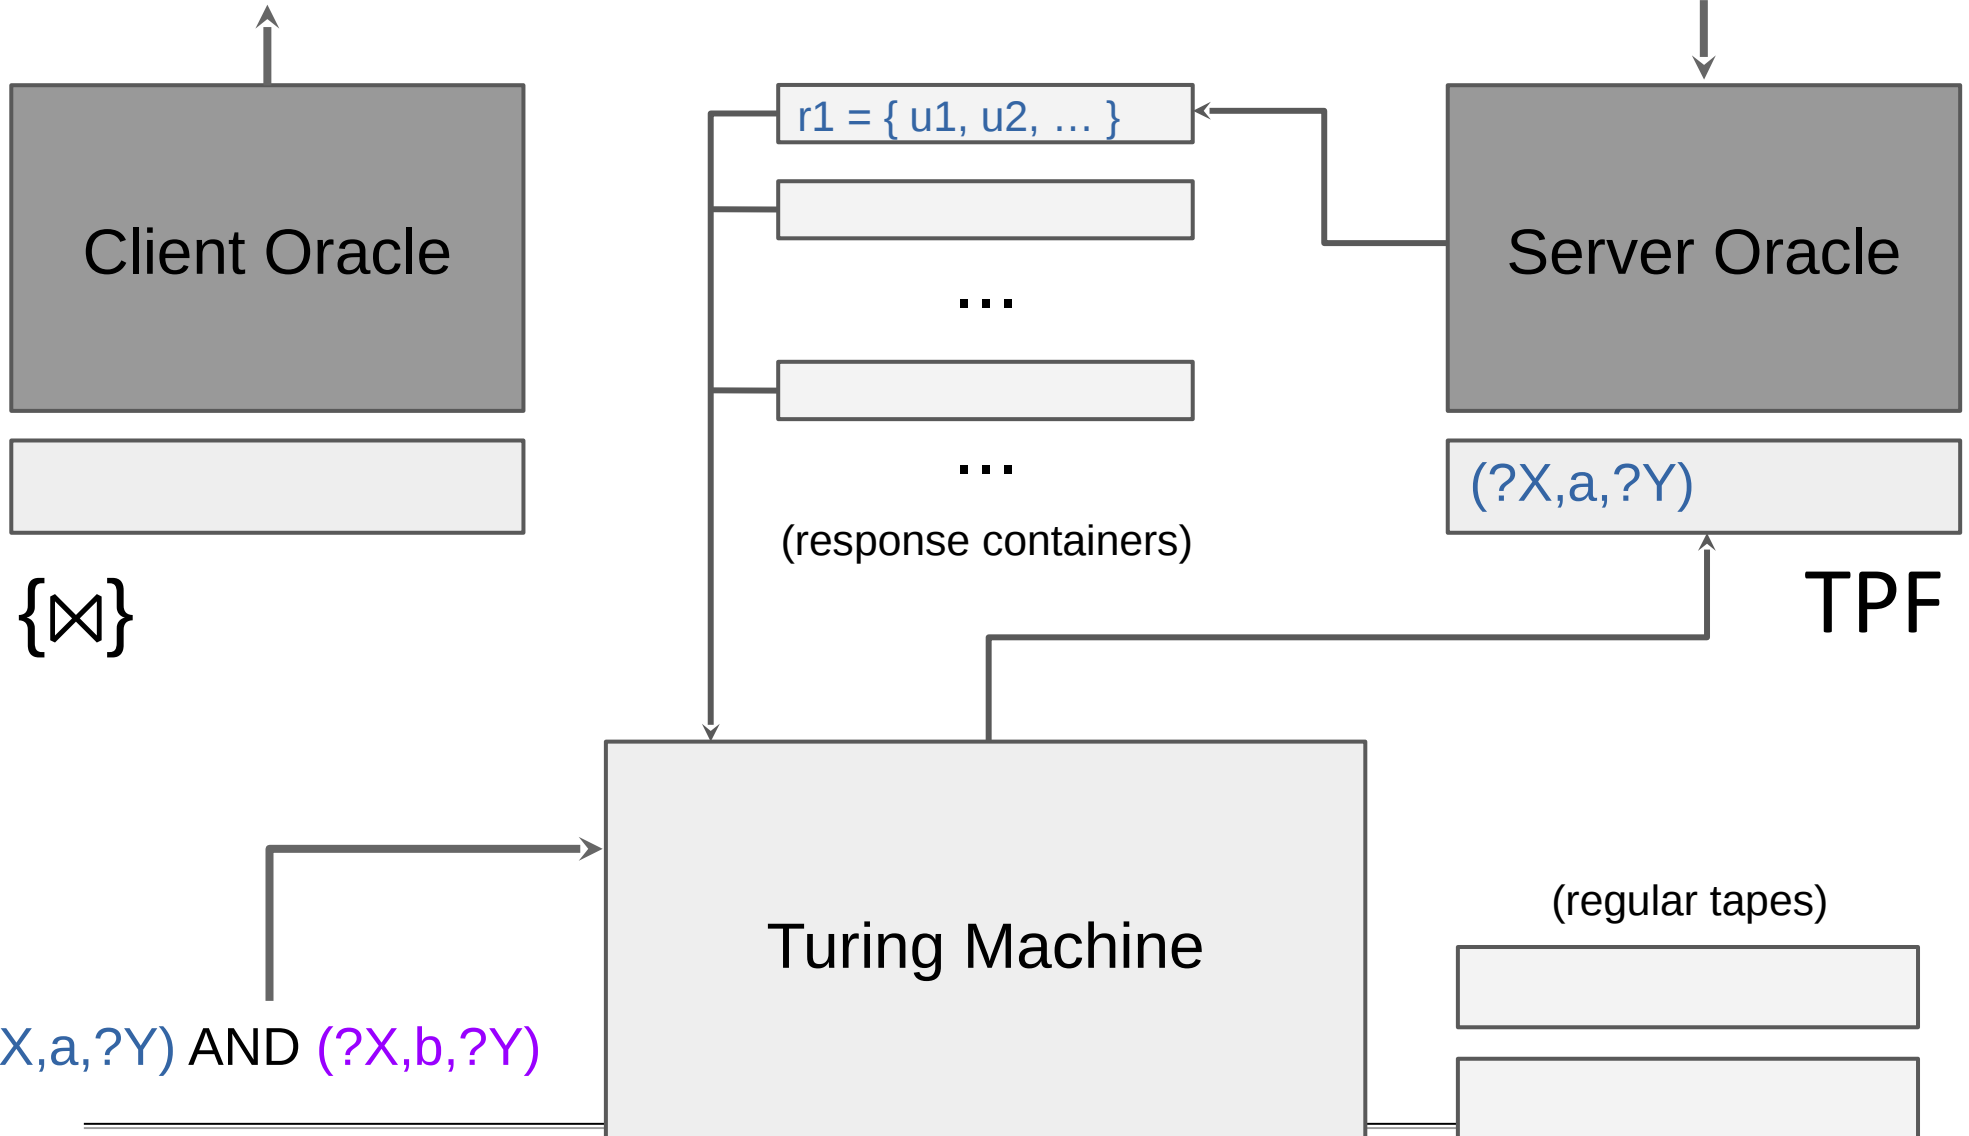 r1 = { u1, u2, … }
Client Oracle
Server Oracle
…
…
(?X,a,?Y)
(response containers)
{⋈}
TPF
(regular tapes)
Turing Machine
X,a,?Y) AND (?X,b,?Y)